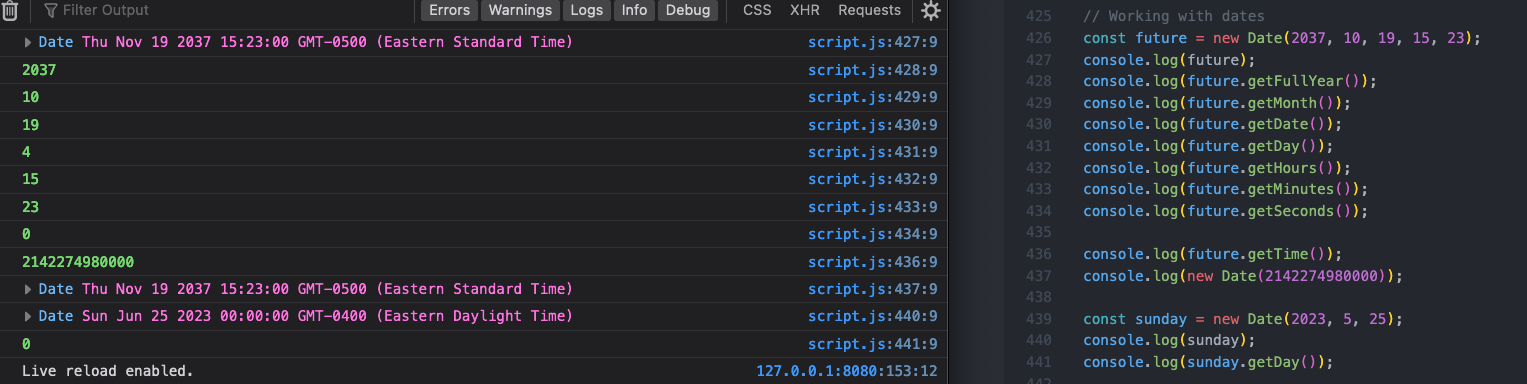 Filter Output Errors Warnings Logs Info Debug CSS XHR Requests
Date Thu Nov 19 2037 15:23:00 GMT-0500 (Eastern Standard Time) script.js:427:9
2037 script.js:428:9
10 script.js:429:9
19 script.js:430:9
4 script.js:431:9
15 script.js:432:9
23 script.js:433:9
0 script.js:434:9
2142274980000 script.js:436:9
Date Thu Nov 19 2037 15:23:00 GMT-0500 (Eastern Standard Time) script.js:437:9
Date Sun Jun 25 2023 00:00:00 GMT-0400 (Eastern Daylight Time) script.js:440:9
0 script.js:441:9
Live reload enabled. 127.0.0.1:8080:153:12
425 // Working with dates
426 const future = new Date(2037, 10, 19, 15, 23);
427 console.log(future);
428 console.log(future.getFullYear());
429 console.log(future.getMonth());
430 console.log(future.getDate());
431 console.log(future.getDay());
432 console.log(future.getHours());
433 console.log(future.getMinutes());
434 console.log(future.getSeconds());
435
436 console.log(future.getTime());
437 console.log(new Date(2142274980000));
438
439 const sunday = new Date(2023, 5, 25);
440 console.log(sunday);
441 console.log(sunday.getDay());
442